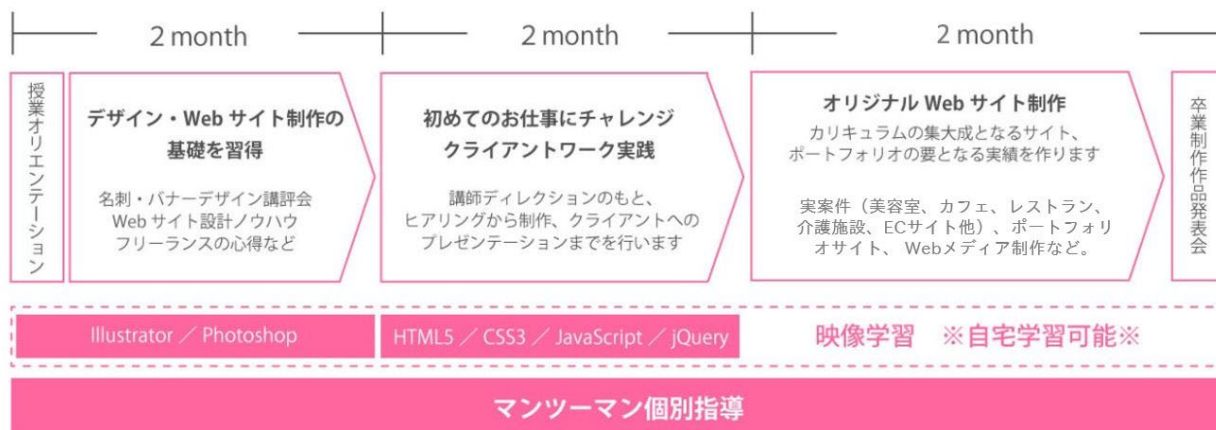 2 month
2 month
2 month
授業オリエンテーション
デザイン・Web サイト制作の
基礎を習得
名刺・バナーデザイン講評会
Web サイト設計ノウハウ
フリーランスの心得など
初めてのお仕事にチャレンジ
クライアントワーク実践
講師ディレクションのもと、
ヒアリングから制作、クライアントへの
プレゼンテーションまでを行います
オリジナル Web サイト制作
カリキュラムの集大成となるサイト、
ポートフォリオの要となる実績を作ります
実案件（美容室、カフェ、レストラン、
介護施設、ECサイト他）、ポートフォリ
オサイト、 Webメディア制作など。
卒業制作作品発表会
Illustrator ／ Photoshop
HTML5 ／ CSS3 ／ JavaScript ／ jQuery
映像学習　※自宅学習可能※
マンツーマン個別指導